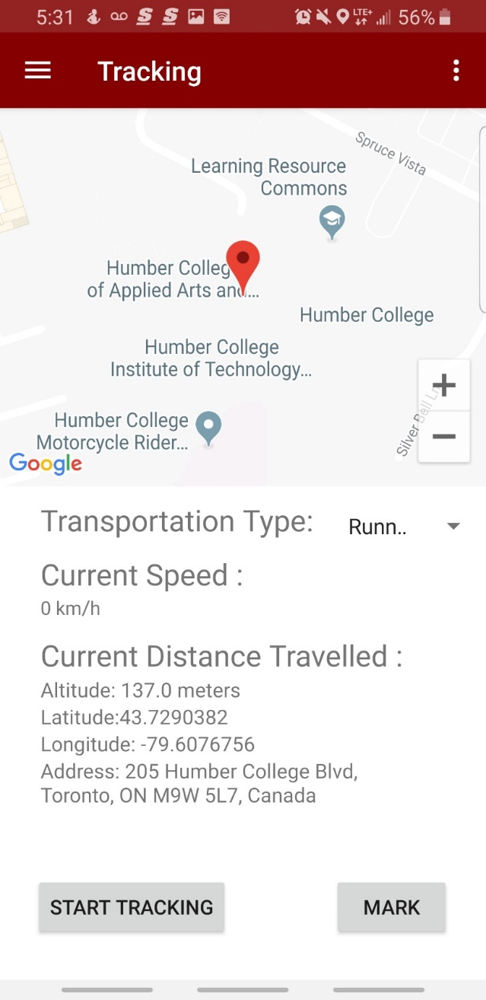 5:31 LTE+ 56%
Tracking
Spruce Vista
Learning Resource
Commons
Humber Colleg
of Applied Arts and...
Humber College
Humber College
Institute of Technology...
Silver Bell Ln
Humber College
Motorcycle Rider...
Google
Transportation Type: Runn..
Current Speed :
0 km/h
Current Distance Travelled :
Altitude: 137.0 meters
Latitude:43.7290382
Longitude: -79.6076756
Address: 205 Humber College Blvd,
Toronto, ON M9W 5L7, Canada
START TRACKING MARK